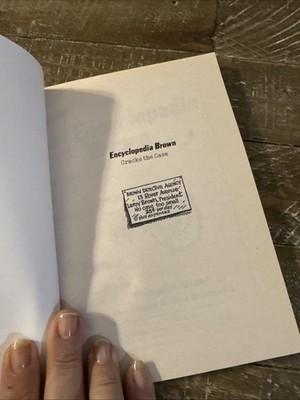 Encyclopedia Brown
Cracks the Case
BROWN DETECTIVE AGENCY
13 Rover Avenue
Leroy Brown, President
No case too small
25¢ per day
Plus expenses